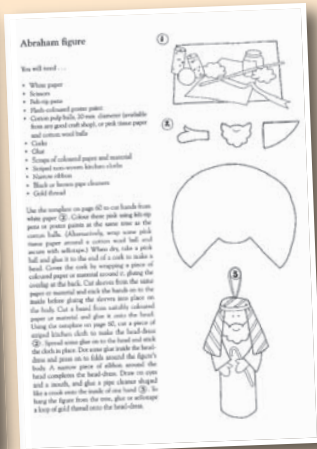 Abraham figure
You will need . . .
• White paper
• Scissors
• Felt-tip pens
• Flesh-coloured poster paint
• Cotton pulp balls, 20 mm diameter (available
from any good craft shop), or pink tissue paper
and cotton wool balls
• Corks
• Glue
• Scraps of coloured paper and material
• Striped non-woven kitchen cloths
• Narrow ribbon
• Black or brown pipe cleaners
• Gold thread
Use the templates on page 60 to cut hands from
white paper ②. Colour these pink using felt-tip
pens or poster paints at the same time as the
cotton balls. (Alternatively, wrap some pink
tissue paper around a cotton wool ball and
secure with sellotape.) When dry, take a pink
ball and glue it to the end of a cork to make a
head. Cover the cork by wrapping a piece of
coloured paper or material around it, gluing the
overlap at the back. Cut sleeves from the same
paper or material and stick the hands on to the
inside before gluing the sleeves into place on
the body. Cut a beard from suitably coloured
paper or material and glue it onto the head.
Using the template on page 60, cut a piece of
striped kitchen cloth to make the head-dress
②. Spread some glue on to the head and stick
the cloth in place. Dot some glue inside the head-
dress and press on to folds around the figure's
body. A narrow piece of ribbon around the
head completes the head-dress. Draw on eyes
and a mouth, and glue a pipe cleaner shaped
like a crook onto the inside of one hand ③. To
hang the figure from the tree, glue or sellotape
a loop of gold thread onto the head-dress.